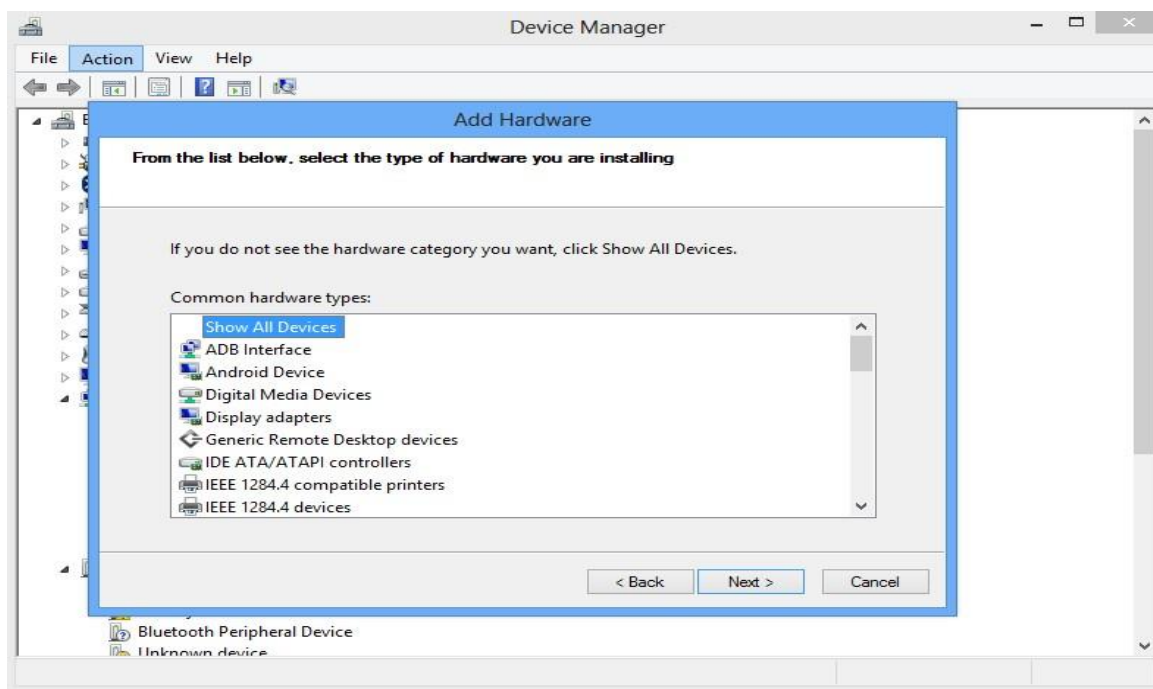 Device Manager
File Action View Help
Add Hardware
From the list below, select the type of hardware you are installing
If you do not see the hardware category you want, click Show All Devices.
Common hardware types:
Show All Devices
ADB Interface
Android Device
Digital Media Devices
Display adapters
Generic Remote Desktop devices
IDE ATA/ATAPI controllers
IEEE 1284.4 compatible printers
IEEE 1284.4 devices
< Back Next > Cancel
Bluetooth Peripheral Device
Unknown device